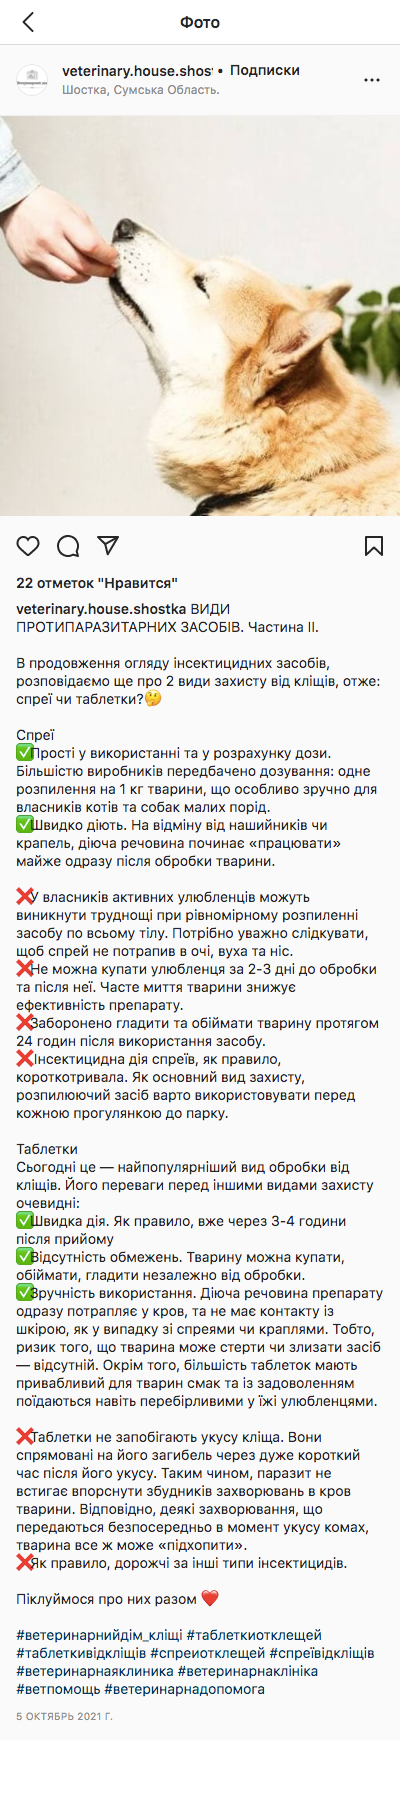 Фото
veterinary.house.shos • Подписки
Шостка, Сумська Область.
22 отметок "Нравится"
veterinary.house.shostka ВИДИ
ПРОТИПАРАЗИТАРНИХ ЗАСОБІВ. Частина II.
В продовження огляду інсектицидних засобів,
розповідаємо ще про 2 види захисту від кліщів, отже:
спреї чи таблетки?🤔
Спреї
✅Прості у використанні та у розрахунку дози.
Більшістю виробників передбачено дозування: одне
розпилення на 1 кг тварини, що особливо зручно для
власників котів та собак малих порід.
✅Швидко діють. На відміну від нашийників чи
крапель, діюча речовина починає «працювати»
майже одразу після обробки тварини.
❌У власників активних улюбленців можуть
виникнути труднощі при рівномірному розпиленні
засобу по всьому тілу. Потрібно уважно слідкувати,
щоб спрей не потрапив в очі, вуха та ніс.
❌Не можна купати улюбленця за 2-3 дні до обробки
та після неї. Часте миття тварини знижує
ефективність препарату.
❌Заборонено гладити та обіймати тварину протягом
24 годин після використання засобу.
❌Інсектицидна дія спреїв, як правило,
короткотривала. Як основний вид захисту,
розпилюючий засіб варто використовувати перед
кожною прогулянкою до парку.
Таблетки
Сьогодні це — найпопулярніший вид обробки від
кліщів. Його переваги перед іншими видами захисту
очевидні:
✅Швидка дія. Як правило, вже через 3-4 години
після прийому
✅Відсутність обмежень. Тварину можна купати,
обіймати, гладити незалежно від обробки.
✅Зручність використання. Діюча речовина препарату
одразу потрапляє у кров, та не має контакту із
шкірою, як у випадку зі спреями чи краплями. Тобто,
ризик того, що тварина може стерти чи злизати засіб
— відсутній. Окрім того, більшість таблеток мають
привабливий для тварин смак та із задоволенням
поїдаються навіть перебірливими у їжі улюбленцями.
❌Таблетки не запобігають укусу кліща. Вони
спрямовані на його загибель через дуже короткий
час після його укусу. Таким чином, паразит не
встигає впорснути збудників захворювань в кров
тварини. Відповідно, деякі захворювання, що
передаються безпосередньо в момент укусу комах,
тварина все ж може «підхопити».
❌Як правило, дорожчі за інші типи інсектицидів.
Піклуймося про них разом ❤️
#ветеринарнийдім_кліщі #таблеткиотклещей
#таблеткивідкліщів #спреиотклещей #спреївідкліщів
#ветеринарнаяклиника #ветеринарнаклініка
#ветпомощь #ветеринарнадопомога
5 ОКТЯБРЬ 2021 Г.